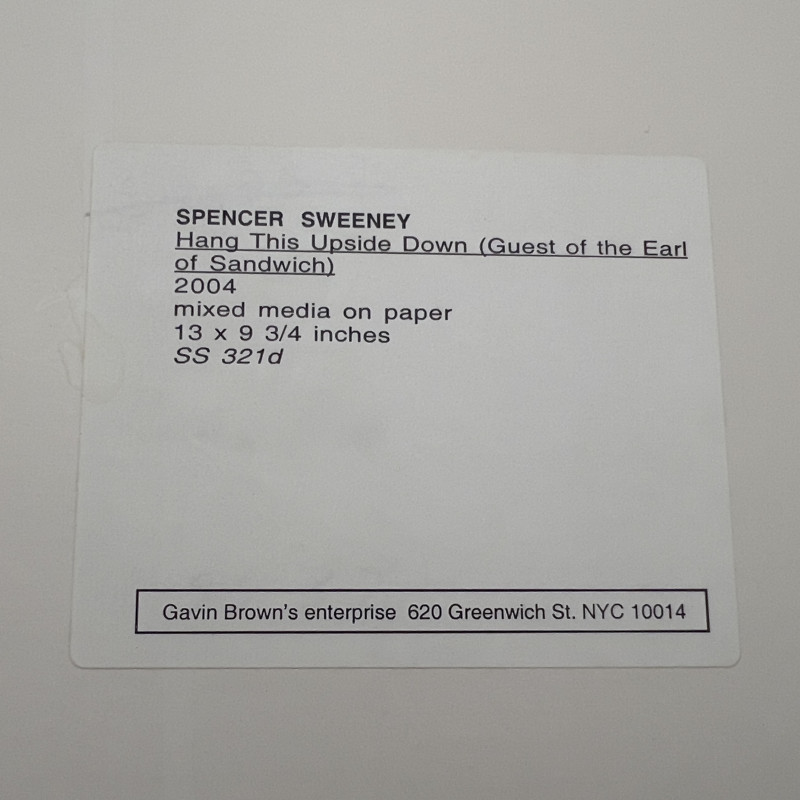 SPENCER SWEENEY
Hang This Upside Down (Guest of the Earl
of Sandwich)
2004
mixed media on paper
13 x 9 3/4 inches
SS 321d
Gavin Brown's enterprise 620 Greenwich St. NYC 10014